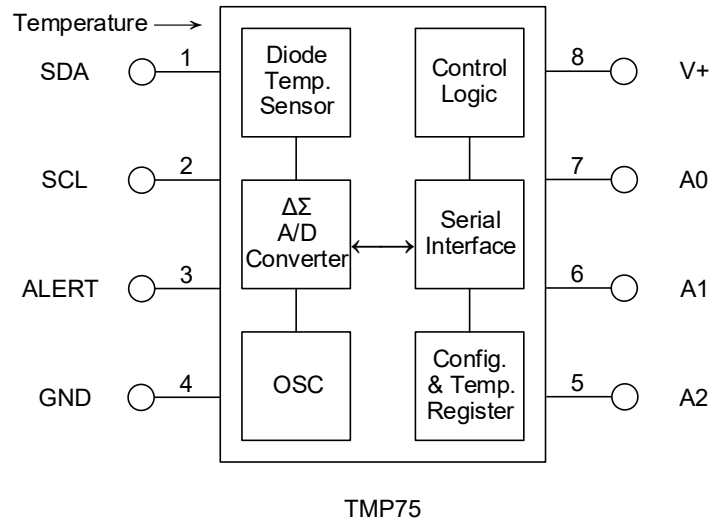 Temperature
SDA
1
SCL
2
ALERT
3
GND
4
Diode
Temp.
Sensor
ΔΣ
A/D
Converter
OSC
Control
Logic
Serial
Interface
Config.
& Temp.
Register
8
V+
7
A0
6
A1
5
A2
TMP75